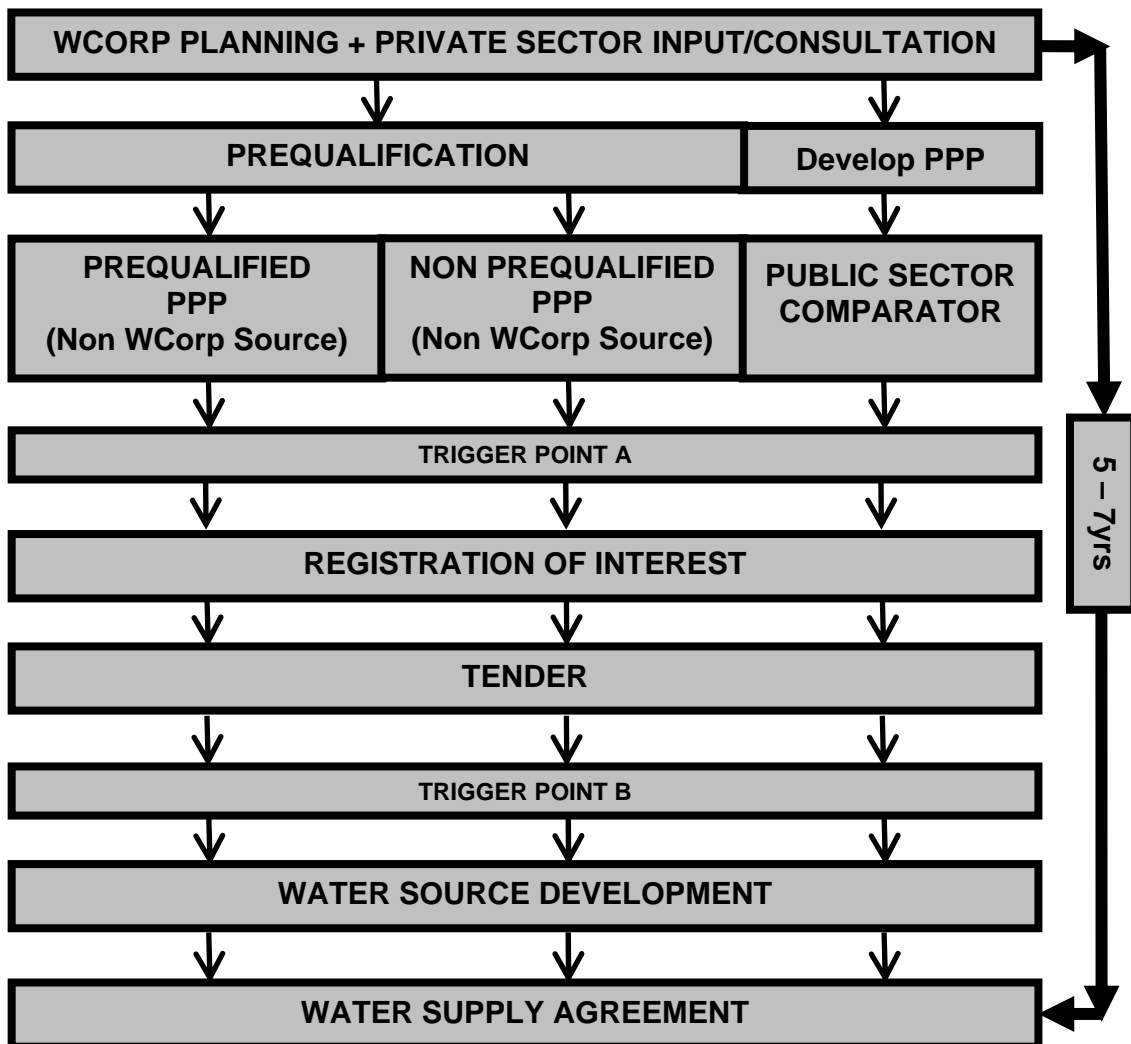 WCORP PLANNING + PRIVATE SECTOR INPUT/CONSULTATION
PREQUALIFICATION
Develop PPP
PREQUALIFIED
PPP
(Non WCorp Source)
NON PREQUALIFIED
PPP
(Non WCorp Source)
PUBLIC SECTOR
COMPARATOR
TRIGGER POINT A
5 – 7yrs
REGISTRATION OF INTEREST
TENDER
TRIGGER POINT B
WATER SOURCE DEVELOPMENT
WATER SUPPLY AGREEMENT